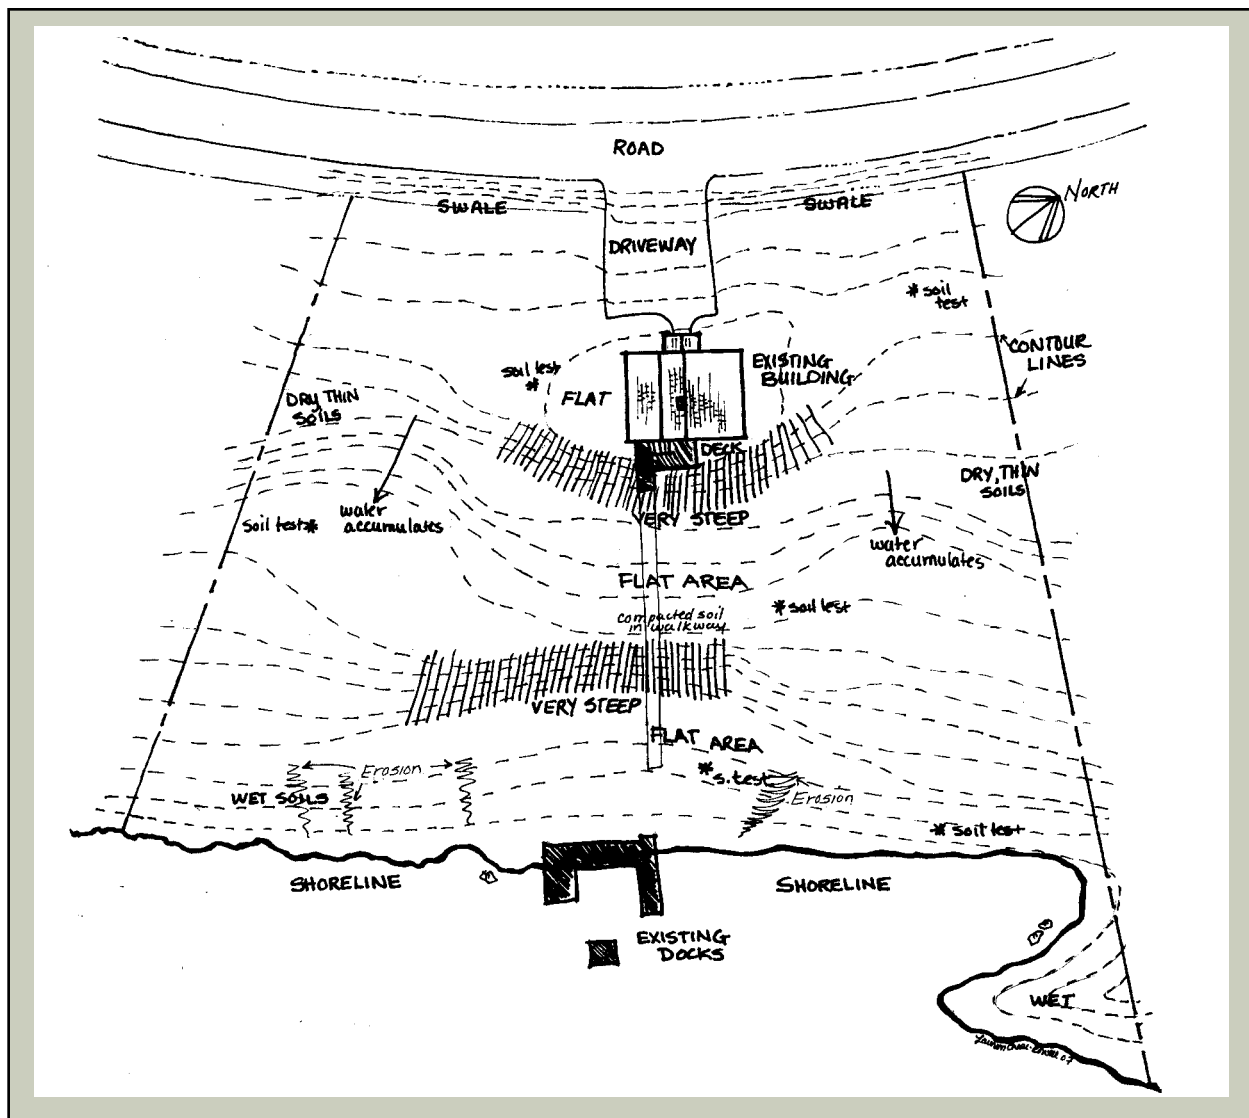 ROAD
SWALE
SWALE
NORTH
DRIVEWAY
* soil
test
CONTOUR
LINES
soil test
*
EXISTING
BUILDING
FLAT
DRY, THIN
SOILS
DECK
DRY, THIN
SOILS
water
accumulates
Soil test*
VERY STEEP
water
accumulates
FLAT AREA
* soil test
compacted soil
in walkway
VERY STEEP
FLAT AREA
* s. test
Erosion
WET SOILS
Erosion
* soil test
SHORELINE
SHORELINE
EXISTING
DOCKS
WET